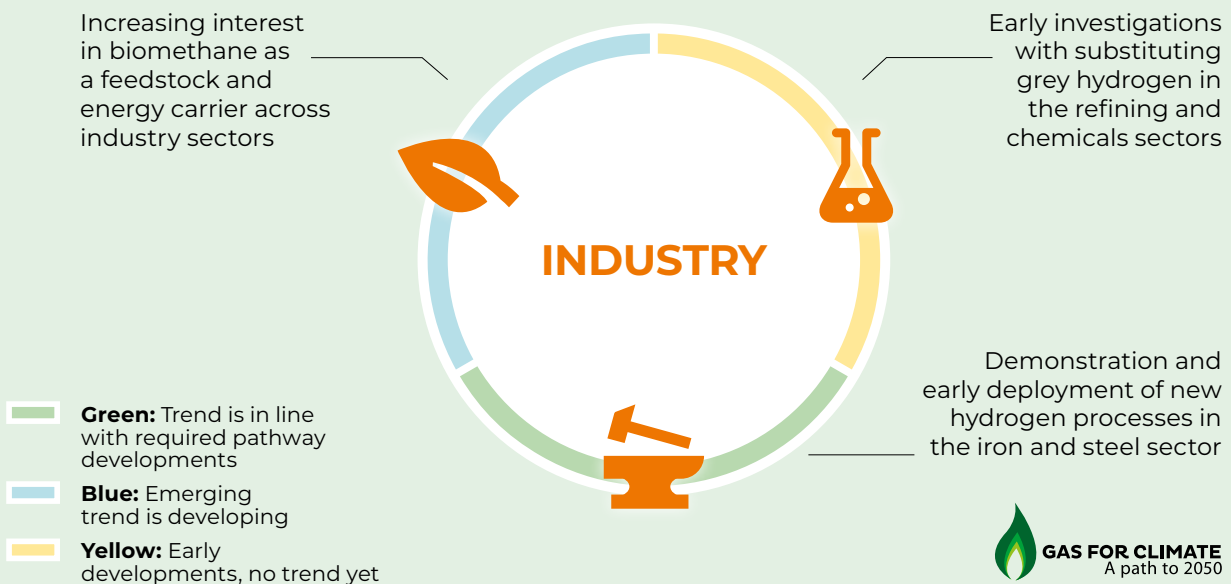 Increasing interest
in biomethane as
a feedstock and
energy carrier across
industry sectors
Early investigations
with substituting
grey hydrogen in
the refining and
chemicals sectors
INDUSTRY
Demonstration and
early deployment of new
hydrogen processes in
the iron and steel sector
Green: Trend is in line
with required pathway
developments
Blue: Emerging
trend is developing
Yellow: Early
developments, no trend yet
GAS FOR CLIMATE
A path to 2050